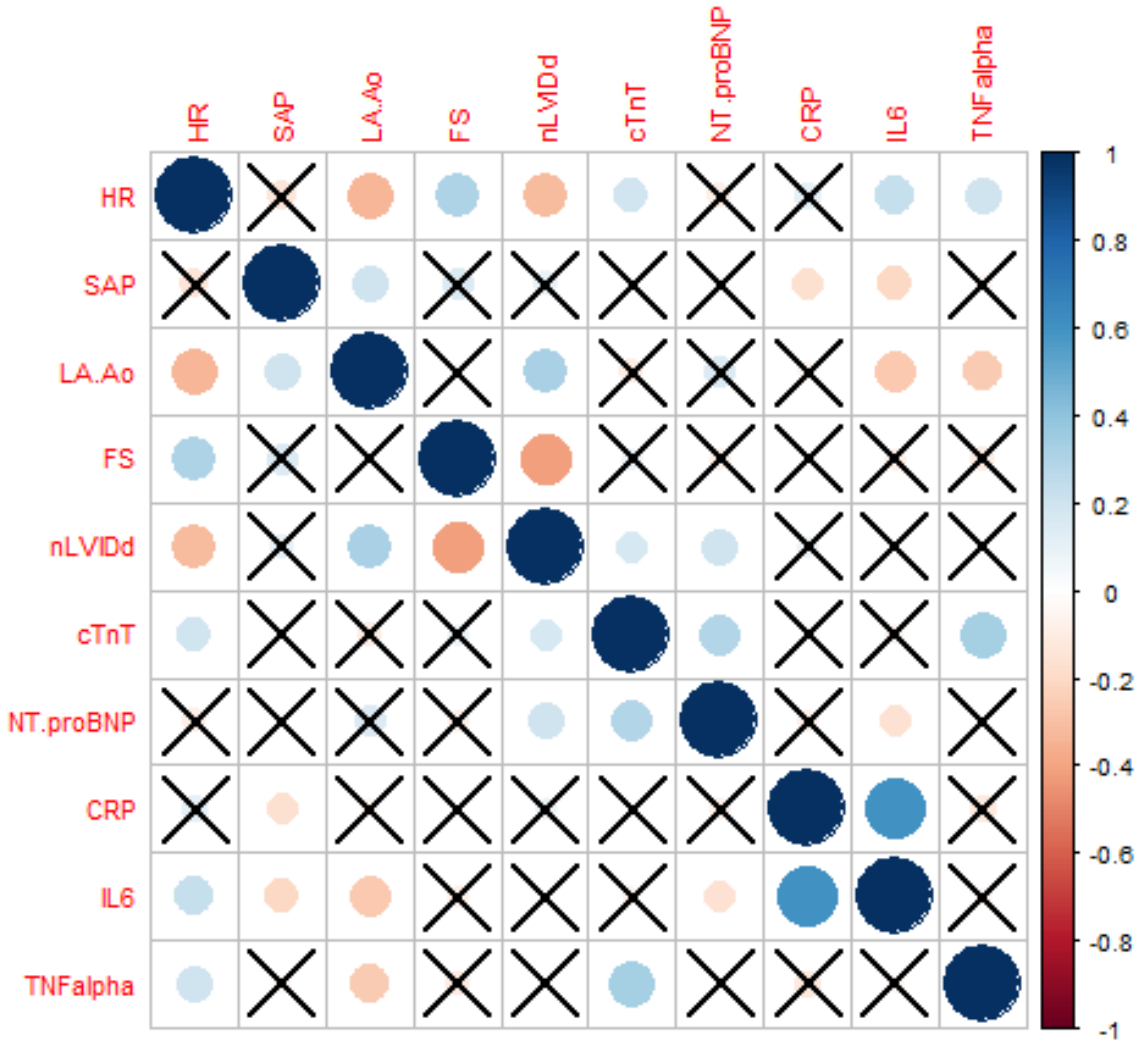 HR SAP LA.Ao FS nLVIDd cTnT NT.proBNP CRP IL6 TNFalpha
HR
SAP
LA.Ao
FS
nLVIDd
cTnT
NT.proBNP
CRP
IL6
TNFalpha
1
0.8
0.6
0.4
0.2
0
-0.2
-0.4
-0.6
-0.8
-1